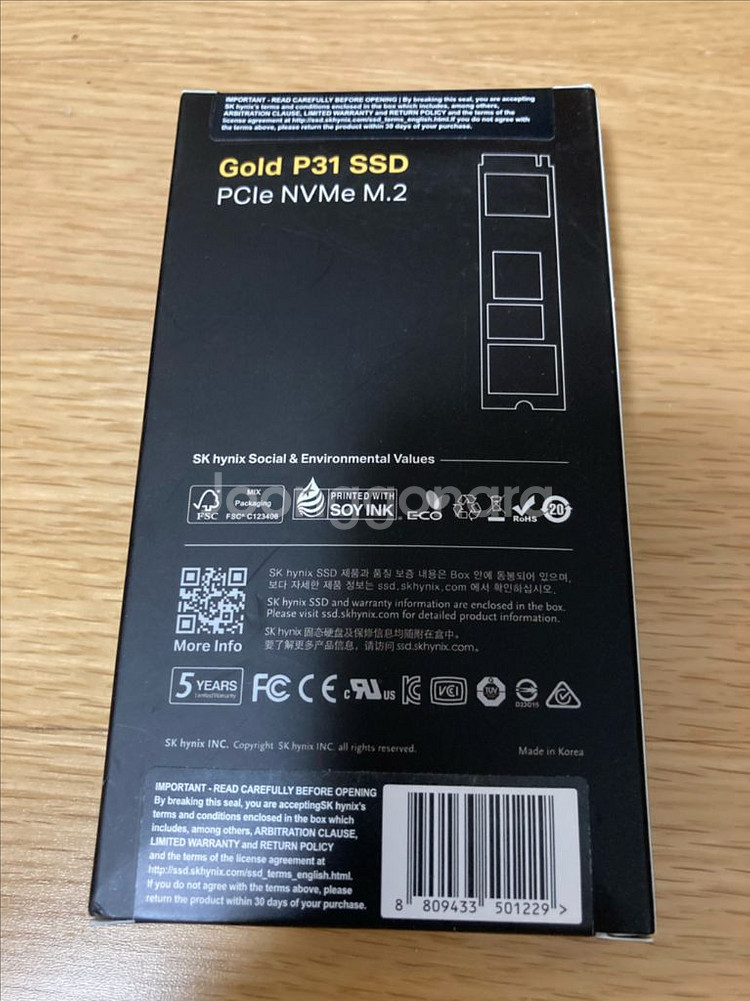 IMPORTANT - READ CAREFULLY BEFORE OPENING | By breaking this seal, you are accepting
SK hynix's terms and conditions enclosed in the box which includes, among others,
ARBITRATION CLAUSE, LIMITED WARRANTY and RETURN POLICY and the terms of the
license agreement at http://ssd.skhynix.com/ssd_terms_english.html.If you do not agree with
the terms above, please return the product within 30 days of your purchase.
Gold P31 SSD
PCIe NVMe M.2
SK hynix Social & Environmental Values
Joonggonara
FSC
MIX
Packaging
FSC® C123406
PRINTED WITH
SOY INK
ECO
RoHS
20
SK hynix SSD 제품과 품질 보증 내용은 Box 안에 동봉되어 있으며,
보다 자세한 제품 정보는 ssd.skhynix.com 에서 확인하십시오.
SK hynix SSD and warranty information are enclosed in the box.
Please visit ssd.skhynix.com for detailed product information.
SK hynix 固态硬盘及保修信息均随附在盒中。
要了解更多产品信息，请访问 ssd.skhynix.com。
More Info
5 YEARS
Limited Warranty
FC CE c RU US KC VCI TUV D33015
SK hynix INC. Copyright SK hynix INC. all rights reserved.
Made in Korea
IMPORTANT - READ CAREFULLY BEFORE OPENING
By breaking this seal, you are acceptingSK hynix's
terms and conditions enclosed in the box which
includes, among others, ARBITRATION CLAUSE,
LIMITED WARRANTY and RETURN POLICY
and the terms of the license agreement at
http://ssd.skhynix.com/ssd_terms_english.html.
If you do not agree with the terms above, please
return the product within 30 days of your purchase.
8 809433 501229 >